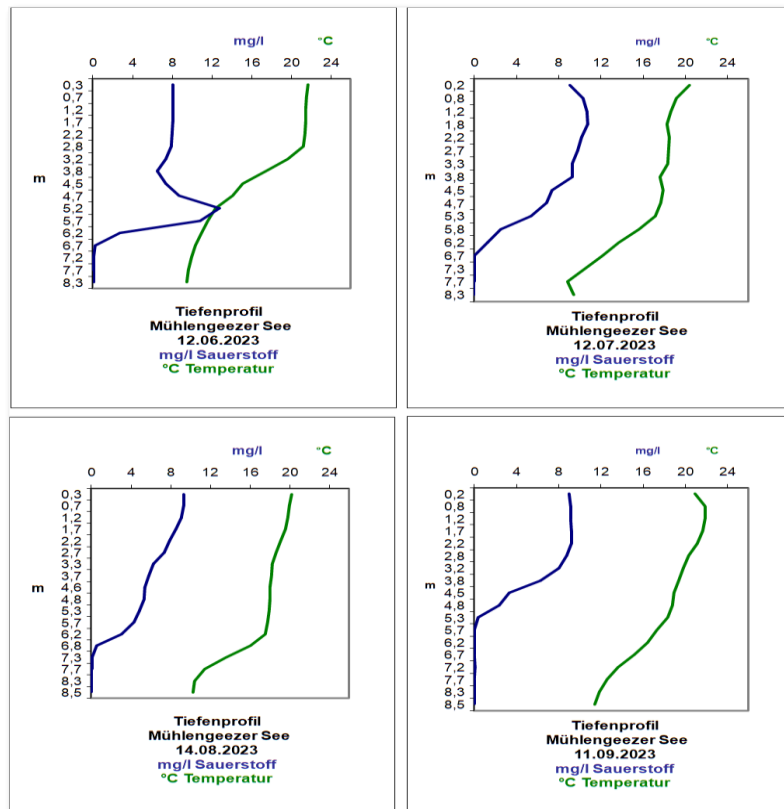 mg/l °C
0 4 8 12 16 20 24
0,3
0,7
1,2
1,7
2,2
2,8
3,2
3,8
m
4,5
4,7
5,2
5,7
6,2
6,7
7,2
7,7
8,3
Tiefenprofil
Mühlengeezer See
12.06.2023
mg/l Sauerstoff
°C Temperatur
mg/l °C
0 4 8 12 16 20 24
0,2
0,8
1,2
1,8
2,2
2,7
3,3
m 3,8
4,5
4,7
5,3
5,8
6,2
6,7
7,3
7,7
8,3
Tiefenprofil
Mühlengeezer See
12.07.2023
mg/l Sauerstoff
°C Temperatur
mg/l °C
0 4 8 12 16 20 24
0,3
0,7
1,2
1,7
2,2
2,7
3,3
3,7
m 4,5
4,8
5,3
5,7
6,2
6,8
7,3
7,7
8,3
8,5
Tiefenprofil
Mühlengeezer See
14.08.2023
mg/l Sauerstoff
°C Temperatur
mg/l °C
0 4 8 12 16 20 24
0,2
0,8
1,2
1,7
2,2
2,8
3,2
m 3,8
4,5
4,8
5,3
5,7
6,2
6,8
7,2
7,7
8,3
8,5
Tiefenprofil
Mühlengeezer See
11.09.2023
mg/l Sauerstoff
°C Temperatur